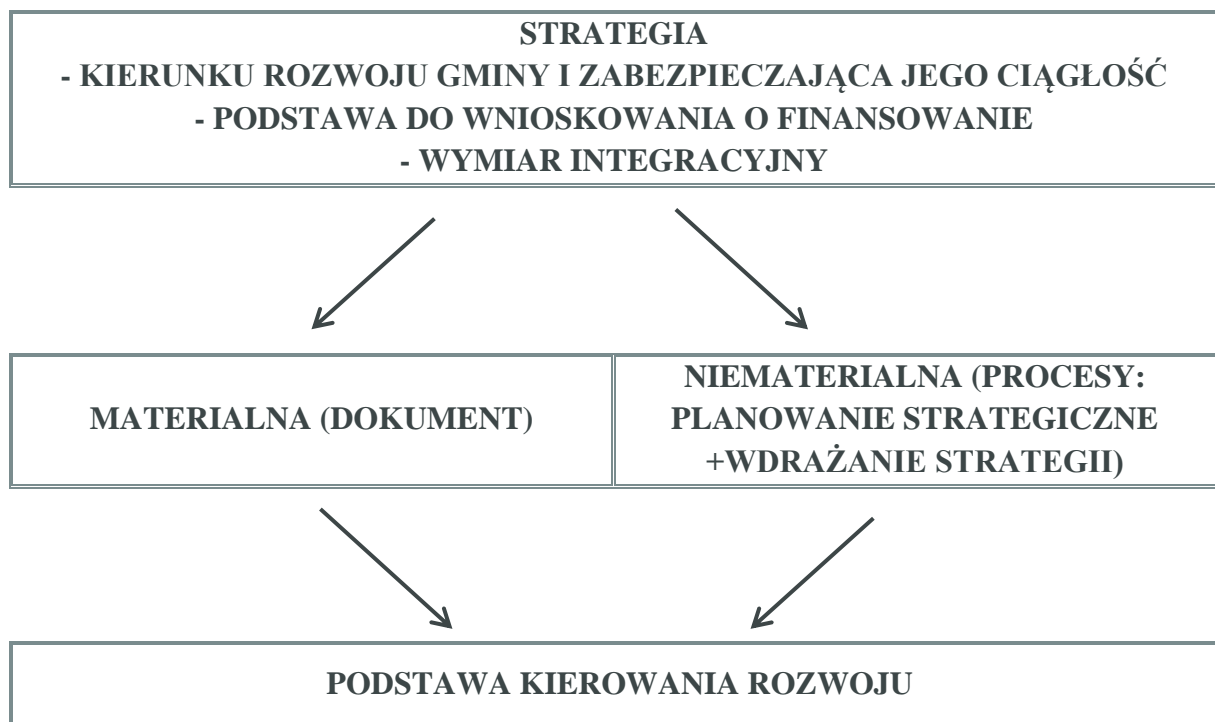 STRATEGIA
- KIERUNKU ROZWOJU GMINY I ZABEZPIECZAJĄCA JEGO CIĄGŁOŚĆ
- PODSTAWA DO WNIOSKOWANIA O FINANSOWANIE
- WYMIAR INTEGRACYJNY
MATERIALNA (DOKUMENT)
NIEMATERIALNA (PROCESY:
PLANOWANIE STRATEGICZNE
+WDRAŻANIE STRATEGII)
PODSTAWA KIEROWANIA ROZWOJU